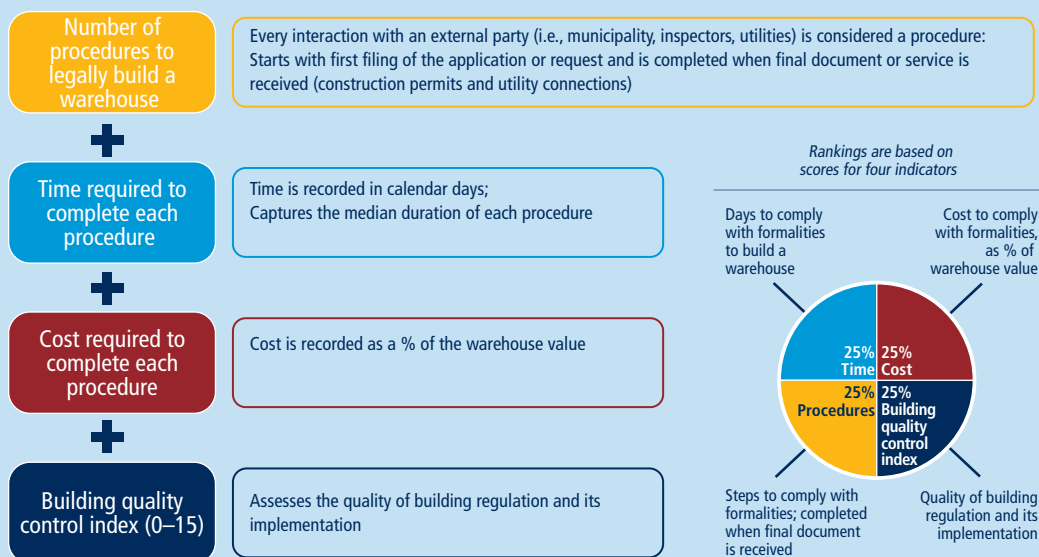 Number of
procedures to
legally build a
warehouse
Every interaction with an external party (i.e., municipality, inspectors, utilities) is considered a procedure:
Starts with first filing of the application or request and is completed when final document or service is
received (construction permits and utility connections)
Time required to
complete each
procedure
Time is recorded in calendar days;
Captures the median duration of each procedure
Cost required to
complete each
procedure
Cost is recorded as a % of the warehouse value
Building quality
control index (0–15)
Assesses the quality of building regulation and its
implementation
Rankings are based on
scores for four indicators
Days to comply
with formalities
to build a
warehouse
Cost to comply
with formalities,
as % of
warehouse value
25%
Time
25%
Cost
25%
Procedures
25%
Building
quality
control
index
Steps to comply with
formalities; completed
when final document
is received
Quality of building
regulation and its
implementation